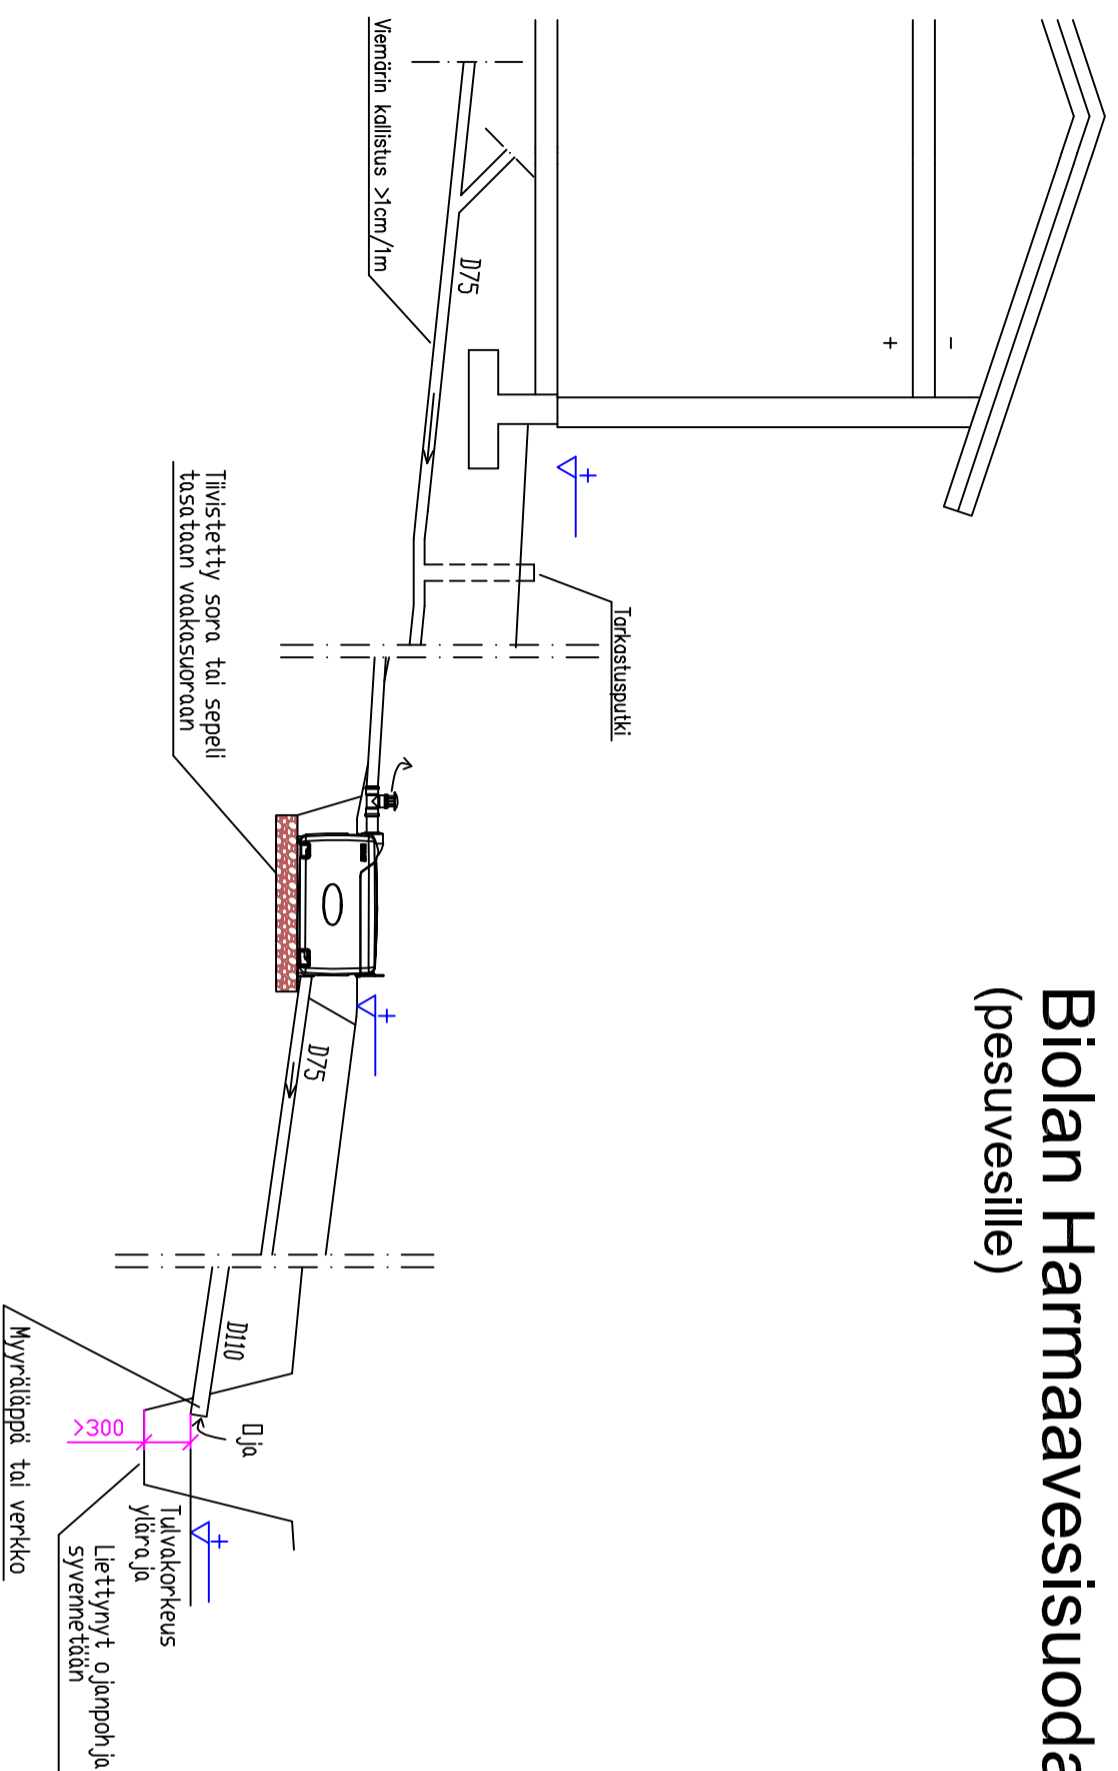 Biolan Harmaavesisuoda
(pesuvesille)
-
+
Viemärin kallistus >1cm/1m
D75
+
Tarkastusputki
Tiivistetty sora tai sepeli
tasataan vaakasuoraan
+
D75
D110
Oja
>300
Myyräläppä tai verkko
+
Tulvakorkeus
yläraja
Liettynyt ojanpohja
syvennetään